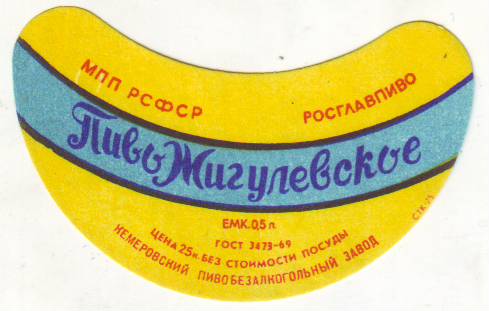 МПП РСФСР
РОСГЛАВПИВО
Пиво Жигулевское
ЕМК. 0,5 л.
ГОСТ 3473-69
ЦЕНА 25к. БЕЗ СТОИМОСТИ ПОСУДЫ
КЕМЕРОВСКИЙ ПИВОБЕЗАЛКОГОЛЬНЫЙ ЗАВОД